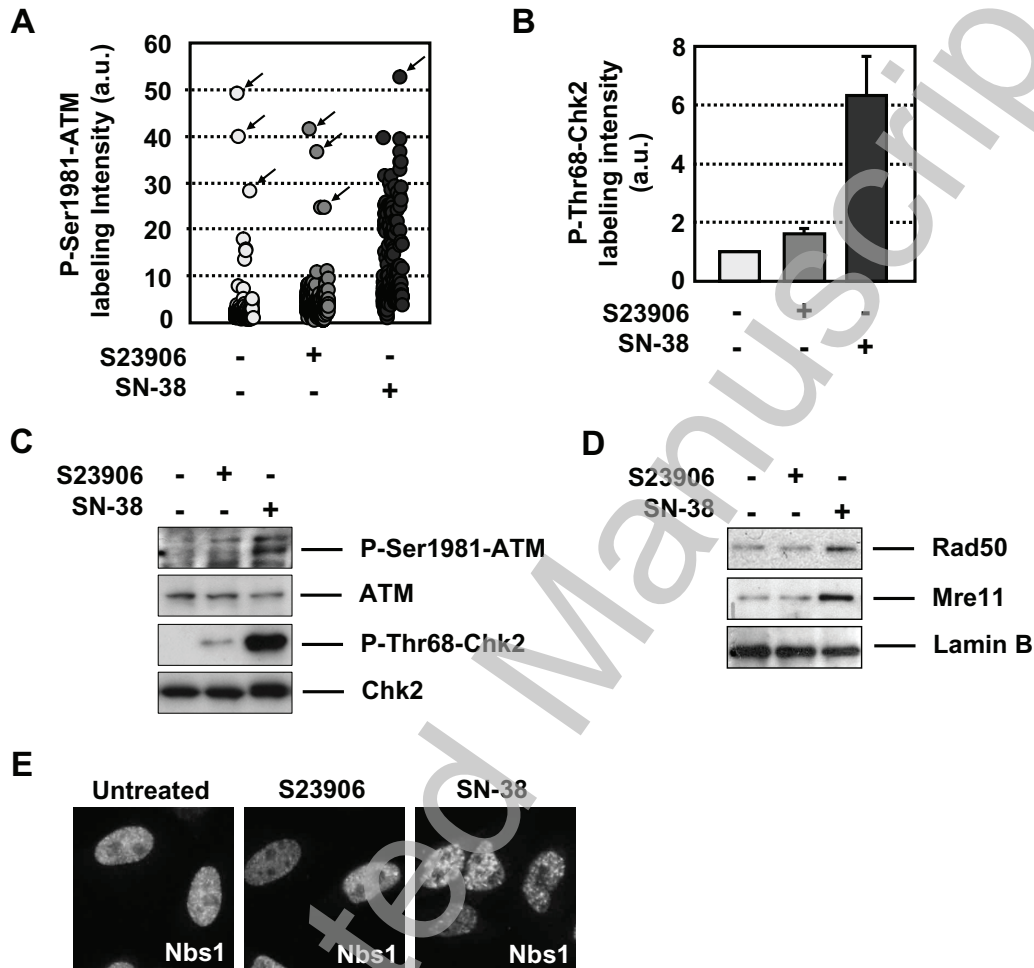 A
P-Ser1981-ATM
labeling Intensity (a.u.)
60
50
40
30
20
10
0
S23906 - + -
SN-38 - - +
B
P-Thr68-Chk2
labeling intensity
(a.u.)
8
6
4
2
0
S23906 - + -
SN-38 - - +
C
S23906 - + -
SN-38 - - +
P-Ser1981-ATM
ATM
P-Thr68-Chk2
Chk2
D
S23906 - + -
SN-38 - - +
Rad50
Mre11
Lamin B
E
Untreated S23906 SN-38
Nbs1 Nbs1 Nbs1
ted Manuscrip